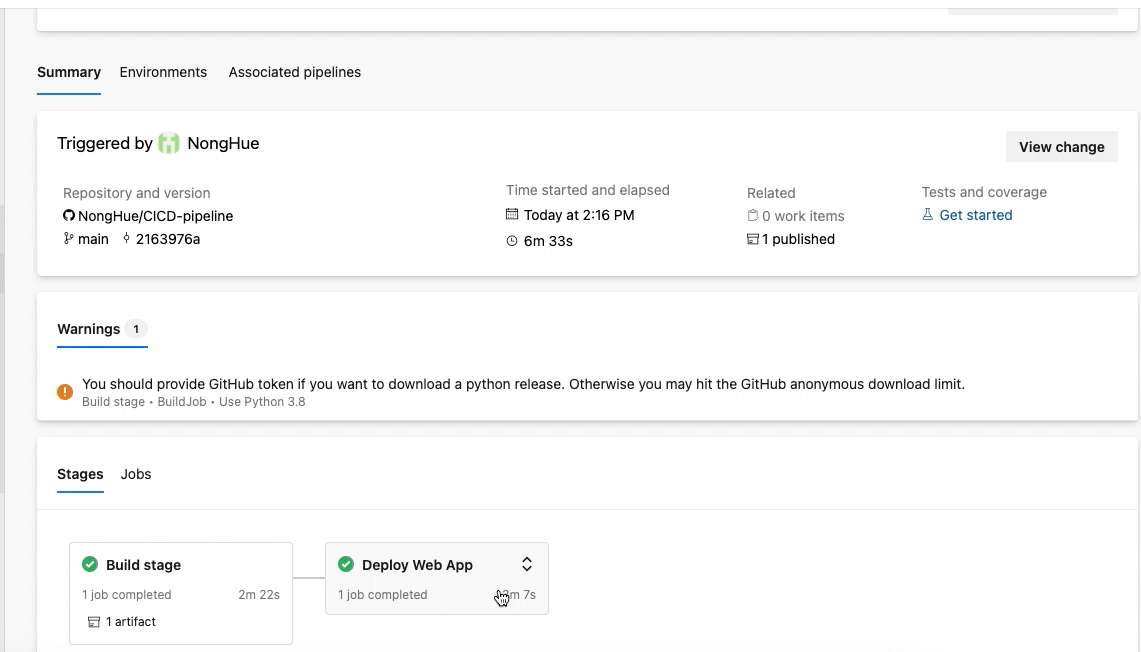 Summary Environments Associated pipelines
Triggered by NongHue
View change
Repository and version
NongHue/CICD-pipeline
main 2163976a
Time started and elapsed
Today at 2:16 PM
6m 33s
Related
0 work items
1 published
Tests and coverage
Get started
Warnings 1
You should provide GitHub token if you want to download a python release. Otherwise you may hit the GitHub anonymous download limit.
Build stage • BuildJob • Use Python 3.8
Stages Jobs
Build stage
1 job completed 2m 22s
1 artifact
Deploy Web App
1 job completed 7s